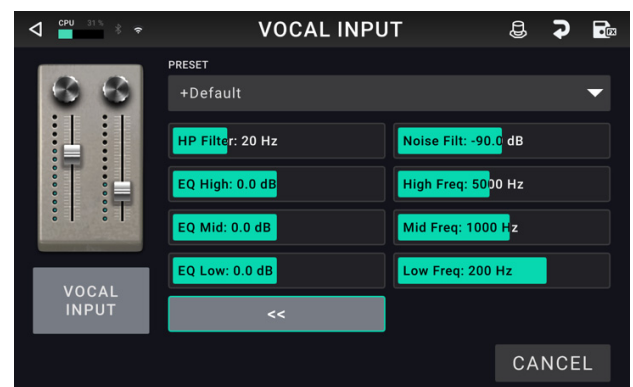 CPU 31 %
VOCAL INPUT
FX
PRESET
+Default
HP Filter: 20 Hz
Noise Filt: -90.0 dB
EQ High: 0.0 dB
High Freq: 5000 Hz
EQ Mid: 0.0 dB
Mid Freq: 1000 Hz
EQ Low: 0.0 dB
Low Freq: 200 Hz
VOCAL
INPUT
<<
CANCEL